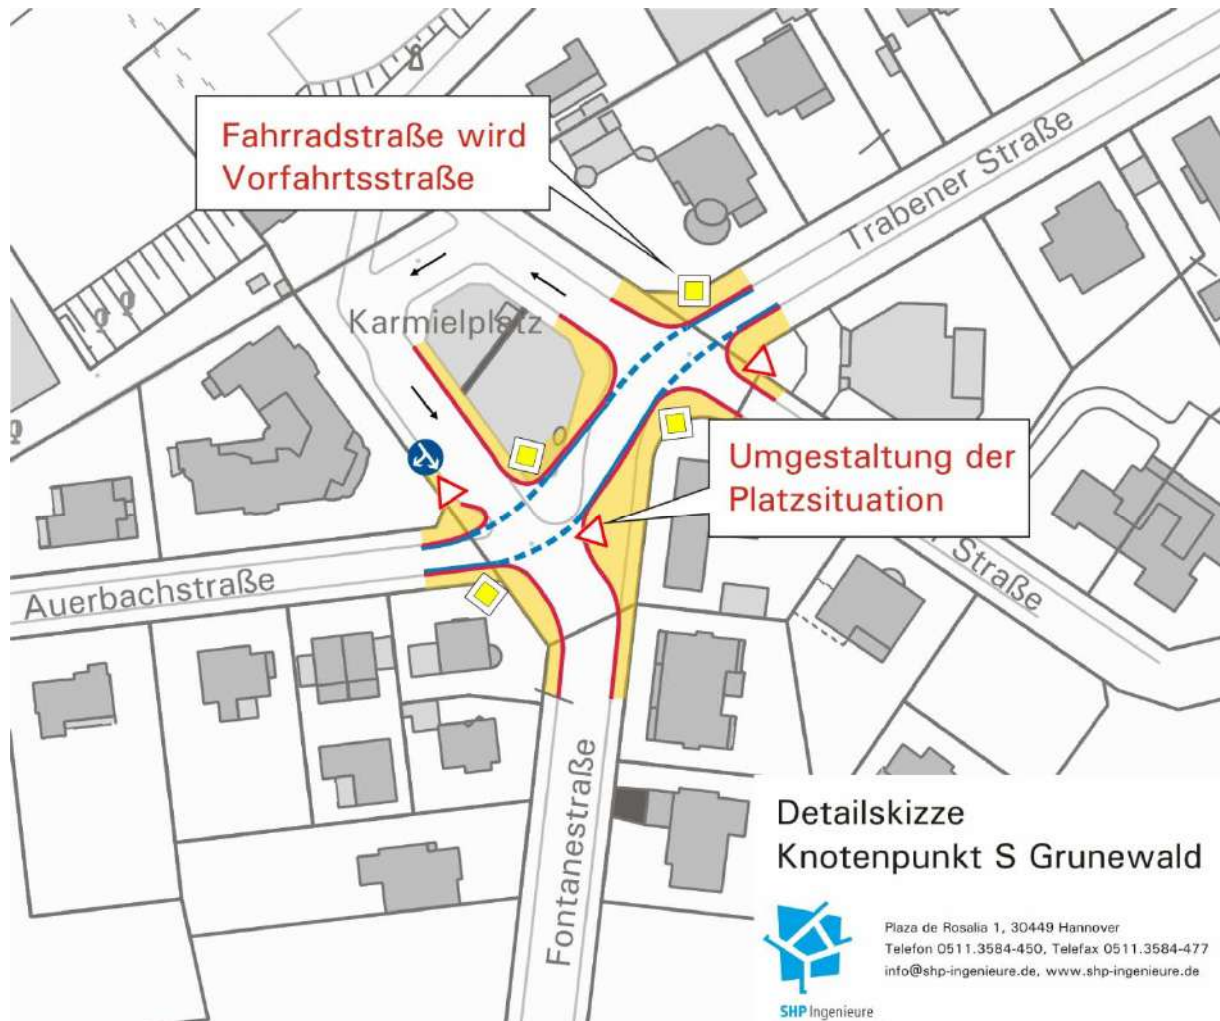 Fahrradstraße wird
Vorfahrtsstraße
Trabener Straße
Karmielplatz
Umgestaltung der
Platzsituation
Straße
Auerbachstraße
Fontanestraße
Detailskizze
Knotenpunkt S Grunewald
Plaza de Rosalia 1, 30449 Hannover
Telefon 0511.3584-450, Telefax 0511.3584-477
info@shp-ingenieure.de, www.shp-ingenieure.de
SHP Ingenieure